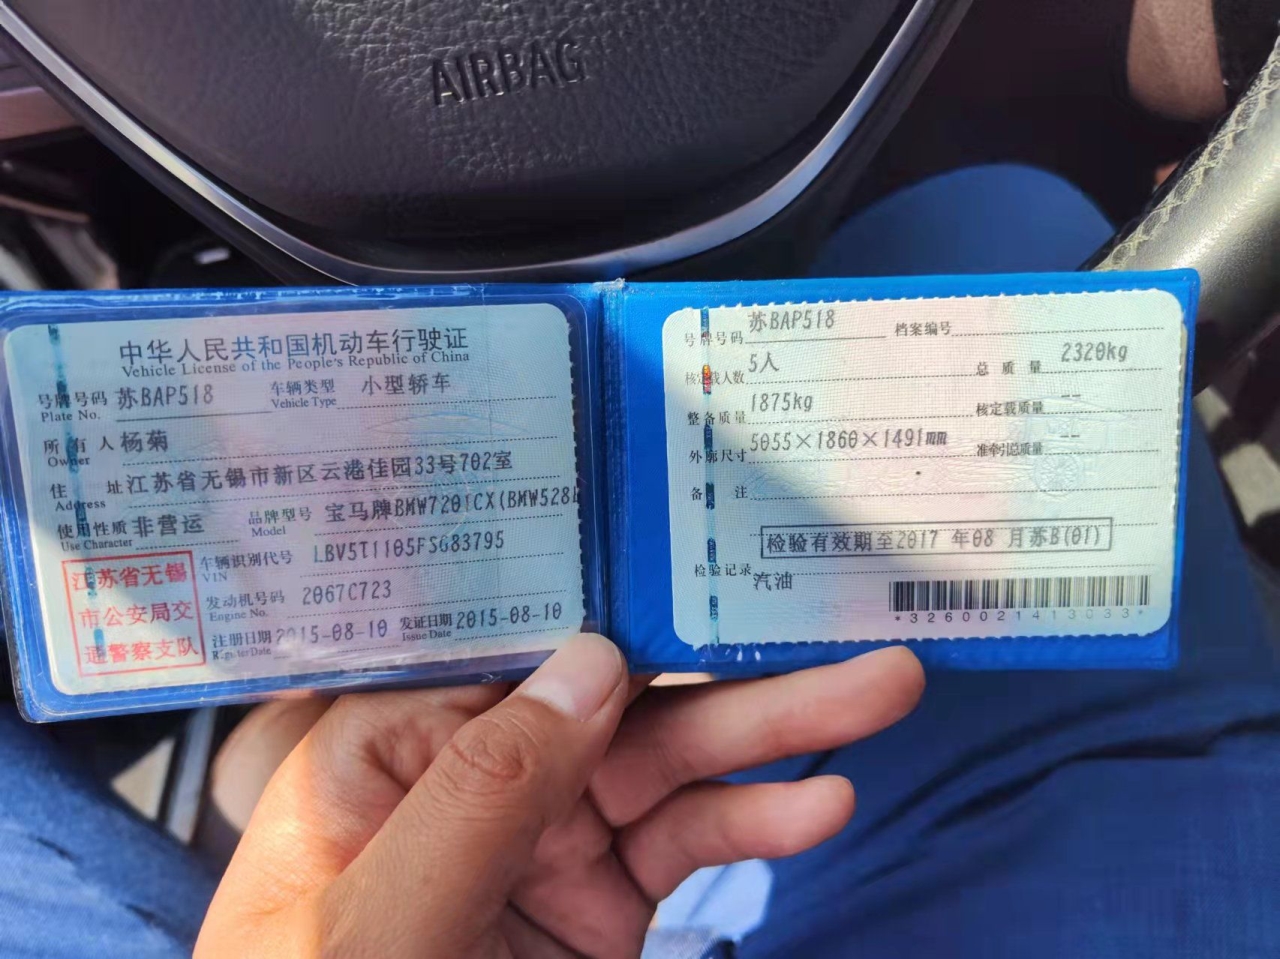 AIRBAG
中华人民共和国机动车行驶证
Vehicle License of the People's Republic of China
号牌号码 苏BAP518 车辆类型 小型轿车
Plate No. Vehicle Type
所有人 杨菊
Owner
住址 江苏省无锡市新区云港佳园33号702室
Address
使用性质 非营运 品牌型号 宝马牌BMW7201CX(BMW528
Use Character Model
江苏省无锡
市公安局交
通警察支队
车辆识别代号 LBV5T1105FSG83795
VIN
发动机号码 2067C723
Engine No.
注册日期 2015-08-10 发证日期 2015-08-10
Register Date Issue Date
号牌号码 苏BAP518 档案编号
核定载人数 5人 总质量 2320kg
整备质量 1875kg 核定载质量 --
外廓尺寸 5055×1860×1491mm 准牵引总质量 --
备注
检验有效期至2017 年08 月苏B(01)
检验记录
汽油
*3260021413033*